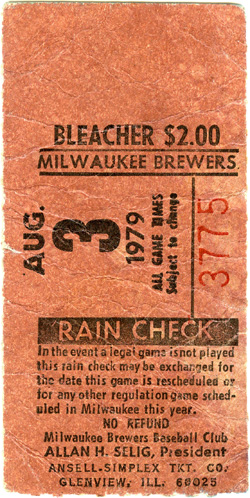 BLEACHER $2.00
MILWAUKEE BREWERS
AUG.
3
1979
ALL GAME TIMES
Subject to change
3775
RAIN CHECK
In the event a legal game is not played
this rain check may be exchanged for
the date this game is rescheduled or
for any other regulation game sched-
uled in Milwaukee this year.
NO REFUND
Milwaukee Brewers Baseball Club
ALLAN H. SELIG, President
ANSELL-SIMPLEX TKT. CO.
GLENVIEW, ILL. 60025